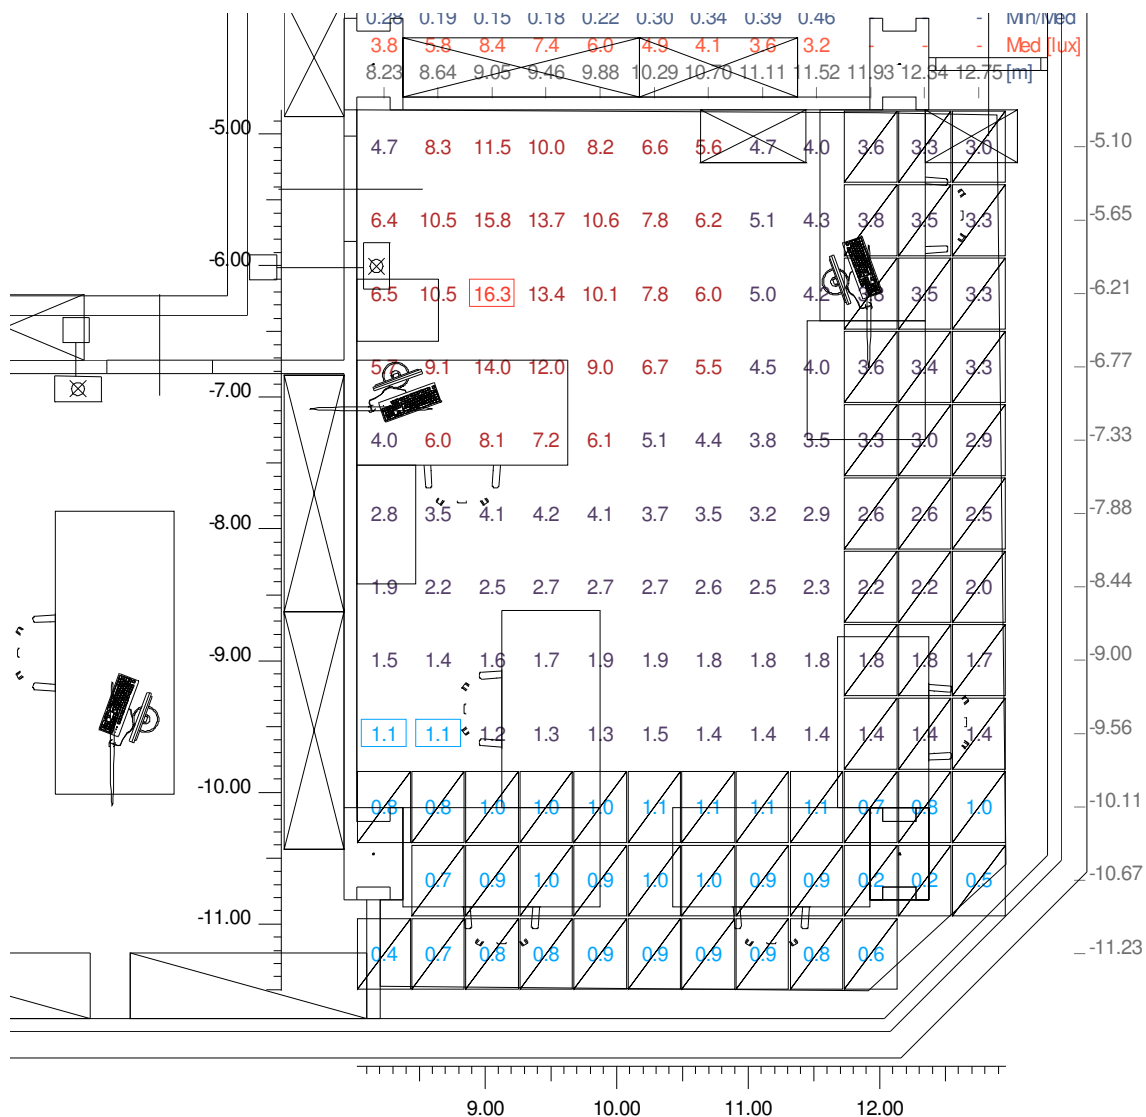 0.28 0.19 0.15 0.18 0.22 0.30 0.34 0.39 0.46 - Min/Med
3.8 5.8 8.4 7.4 6.0 4.9 4.1 3.6 3.2 - - - Med [lux]
8.23 8.64 9.05 9.46 9.88 10.29 10.70 11.11 11.52 11.93 12.34 12.75 [m]
-5.00
4.7 8.3 11.5 10.0 8.2 6.6 5.6 4.7 4.0 3.6 3.3 3.0 -5.10
6.4 10.5 15.8 13.7 10.6 7.8 6.2 5.1 4.3 3.8 3.5 3.3 -5.65
-6.00
6.5 10.5 16.3 13.4 10.1 7.8 6.0 5.0 4.2 3.8 3.5 3.3 -6.21
5.7 9.1 14.0 12.0 9.0 6.7 5.5 4.5 4.0 3.6 3.4 3.3 -6.77
-7.00
4.0 6.0 8.1 7.2 6.1 5.1 4.4 3.8 3.5 3.3 3.0 2.9 -7.33
2.8 3.5 4.1 4.2 4.1 3.7 3.5 3.2 2.9 2.6 2.6 2.5 -7.88
-8.00
1.9 2.2 2.5 2.7 2.7 2.7 2.6 2.5 2.3 2.2 2.2 2.0 -8.44
-9.00 1.5 1.4 1.6 1.7 1.9 1.9 1.8 1.8 1.8 1.8 1.8 1.7 -9.00
1.1 1.1 1.2 1.3 1.3 1.5 1.4 1.4 1.4 1.4 1.4 1.4 -9.56
-10.00
0.8 0.8 1.0 1.0 1.0 1.1 1.1 1.1 1.1 0.7 0.8 1.0 -10.11
0.7 0.9 1.0 0.9 1.0 1.0 0.9 0.9 0.2 0.2 0.5 -10.67
-11.00
0.4 0.7 0.8 0.8 0.9 0.9 0.9 0.9 0.8 0.6 -11.23
9.00 10.00 11.00 12.00